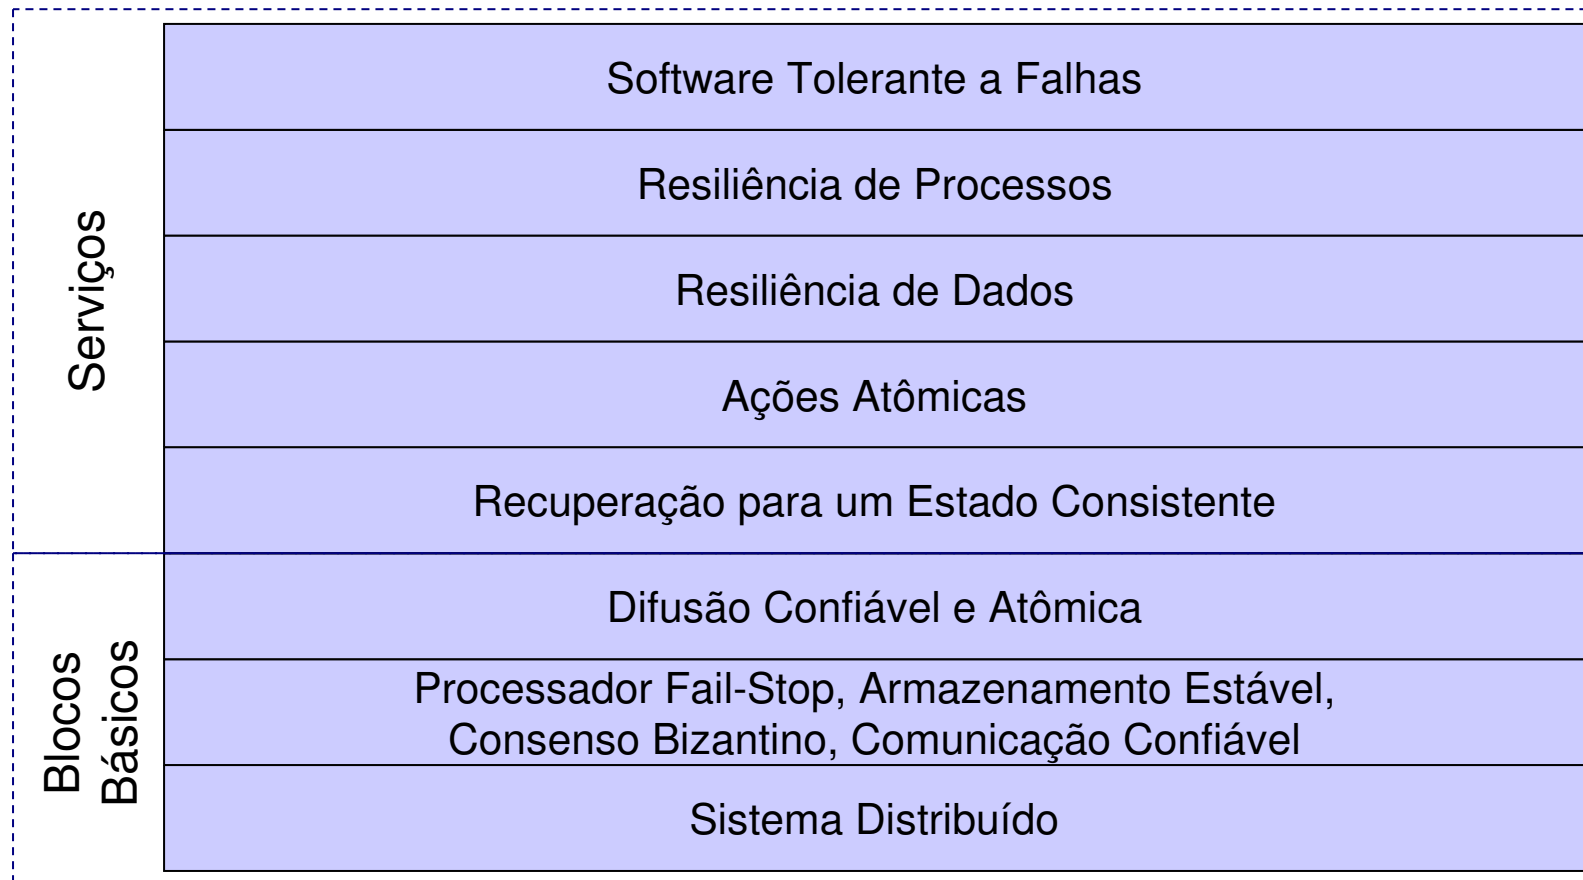 Serviços
Software Tolerante a Falhas
Resiliência de Processos
Resiliência de Dados
Ações Atômicas
Recuperação para um Estado Consistente
Blocos
Básicos
Difusão Confiável e Atômica
Processador Fail-Stop, Armazenamento Estável,
Consenso Bizantino, Comunicação Confiável
Sistema Distribuído